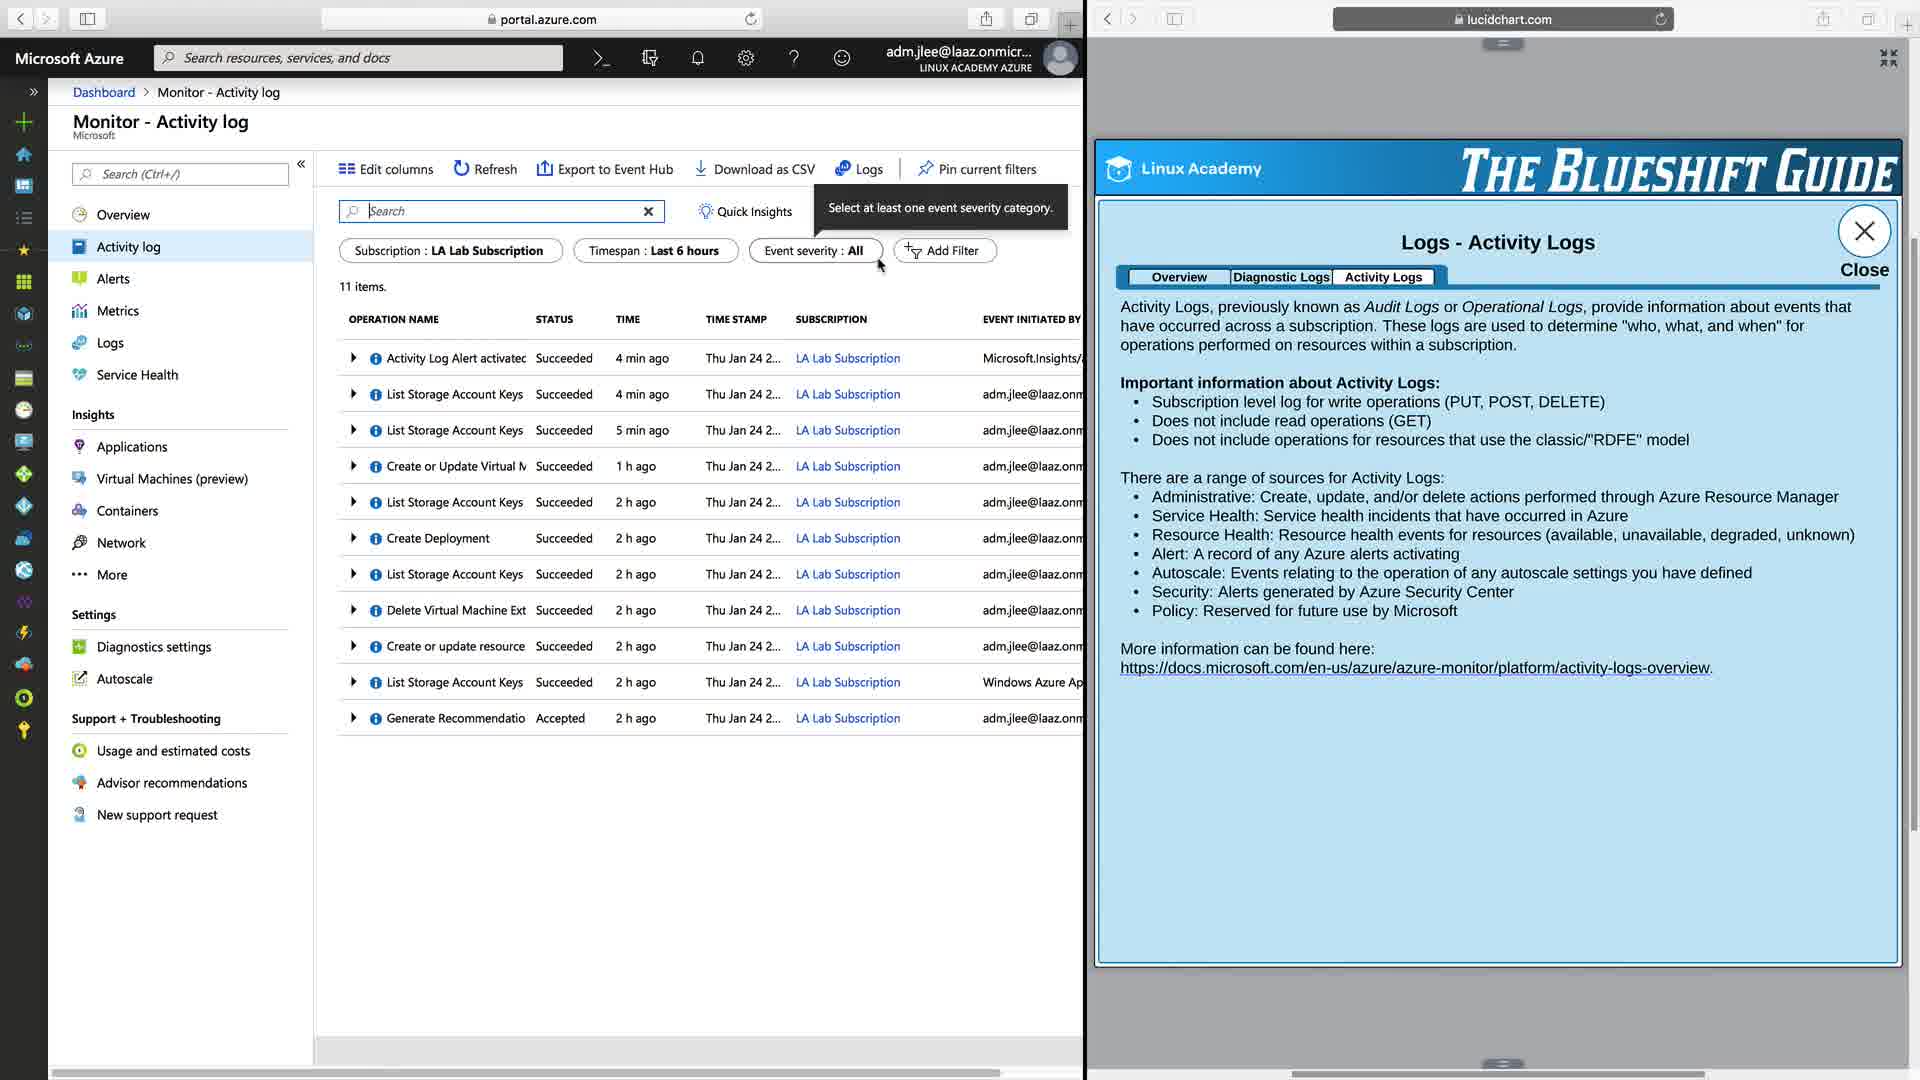 portal.azure.com
Microsoft Azure
Search resources, services, and docs
adm.jlee@laaz.onmicr...
LINUX ACADEMY AZURE
Dashboard > Monitor - Activity log
Monitor - Activity log
Microsoft
Search (Ctrl+/)
Overview
Activity log
Alerts
Metrics
Logs
Service Health
Insights
Applications
Virtual Machines (preview)
Containers
Network
More
Settings
Diagnostics settings
Autoscale
Support + Troubleshooting
Usage and estimated costs
Advisor recommendations
New support request
Edit columns Refresh Export to Event Hub Download as CSV Logs Pin current filters
Search Quick Insights
Select at least one event severity category.
Subscription : LA Lab Subscription Timespan : Last 6 hours Event severity : All Add Filter
11 items.
OPERATION NAME STATUS TIME TIME STAMP SUBSCRIPTION EVENT INITIATED BY
Activity Log Alert activated Succeeded 4 min ago Thu Jan 24 2... LA Lab Subscription Microsoft.Insights/a
List Storage Account Keys Succeeded 4 min ago Thu Jan 24 2... LA Lab Subscription adm.jlee@laaz.onm
List Storage Account Keys Succeeded 5 min ago Thu Jan 24 2... LA Lab Subscription adm.jlee@laaz.onm
Create or Update Virtual M Succeeded 1 h ago Thu Jan 24 2... LA Lab Subscription adm.jlee@laaz.onm
List Storage Account Keys Succeeded 2 h ago Thu Jan 24 2... LA Lab Subscription adm.jlee@laaz.onm
Create Deployment Succeeded 2 h ago Thu Jan 24 2... LA Lab Subscription adm.jlee@laaz.onm
List Storage Account Keys Succeeded 2 h ago Thu Jan 24 2... LA Lab Subscription adm.jlee@laaz.onm
Delete Virtual Machine Ext Succeeded 2 h ago Thu Jan 24 2... LA Lab Subscription adm.jlee@laaz.onm
Create or update resource Succeeded 2 h ago Thu Jan 24 2... LA Lab Subscription adm.jlee@laaz.onm
List Storage Account Keys Succeeded 2 h ago Thu Jan 24 2... LA Lab Subscription Windows Azure Ap
Generate Recommendatio Accepted 2 h ago Thu Jan 24 2... LA Lab Subscription adm.jlee@laaz.onm
lucidchart.com
Linux Academy
THE BLUESHIFT GUIDE
Logs - Activity Logs
Close
Overview Diagnostic Logs Activity Logs
Activity Logs, previously known as Audit Logs or Operational Logs, provide information about events that
have occurred across a subscription. These logs are used to determine "who, what, and when" for
operations performed on resources within a subscription.
Important information about Activity Logs:
• Subscription level log for write operations (PUT, POST, DELETE)
• Does not include read operations (GET)
• Does not include operations for resources that use the classic/"RDFE" model
There are a range of sources for Activity Logs:
• Administrative: Create, update, and/or delete actions performed through Azure Resource Manager
• Service Health: Service health incidents that have occurred in Azure
• Resource Health: Resource health events for resources (available, unavailable, degraded, unknown)
• Alert: A record of any Azure alerts activating
• Autoscale: Events relating to the operation of any autoscale settings you have defined
• Security: Alerts generated by Azure Security Center
• Policy: Reserved for future use by Microsoft
More information can be found here:
https://docs.microsoft.com/en-us/azure/azure-monitor/platform/activity-logs-overview.